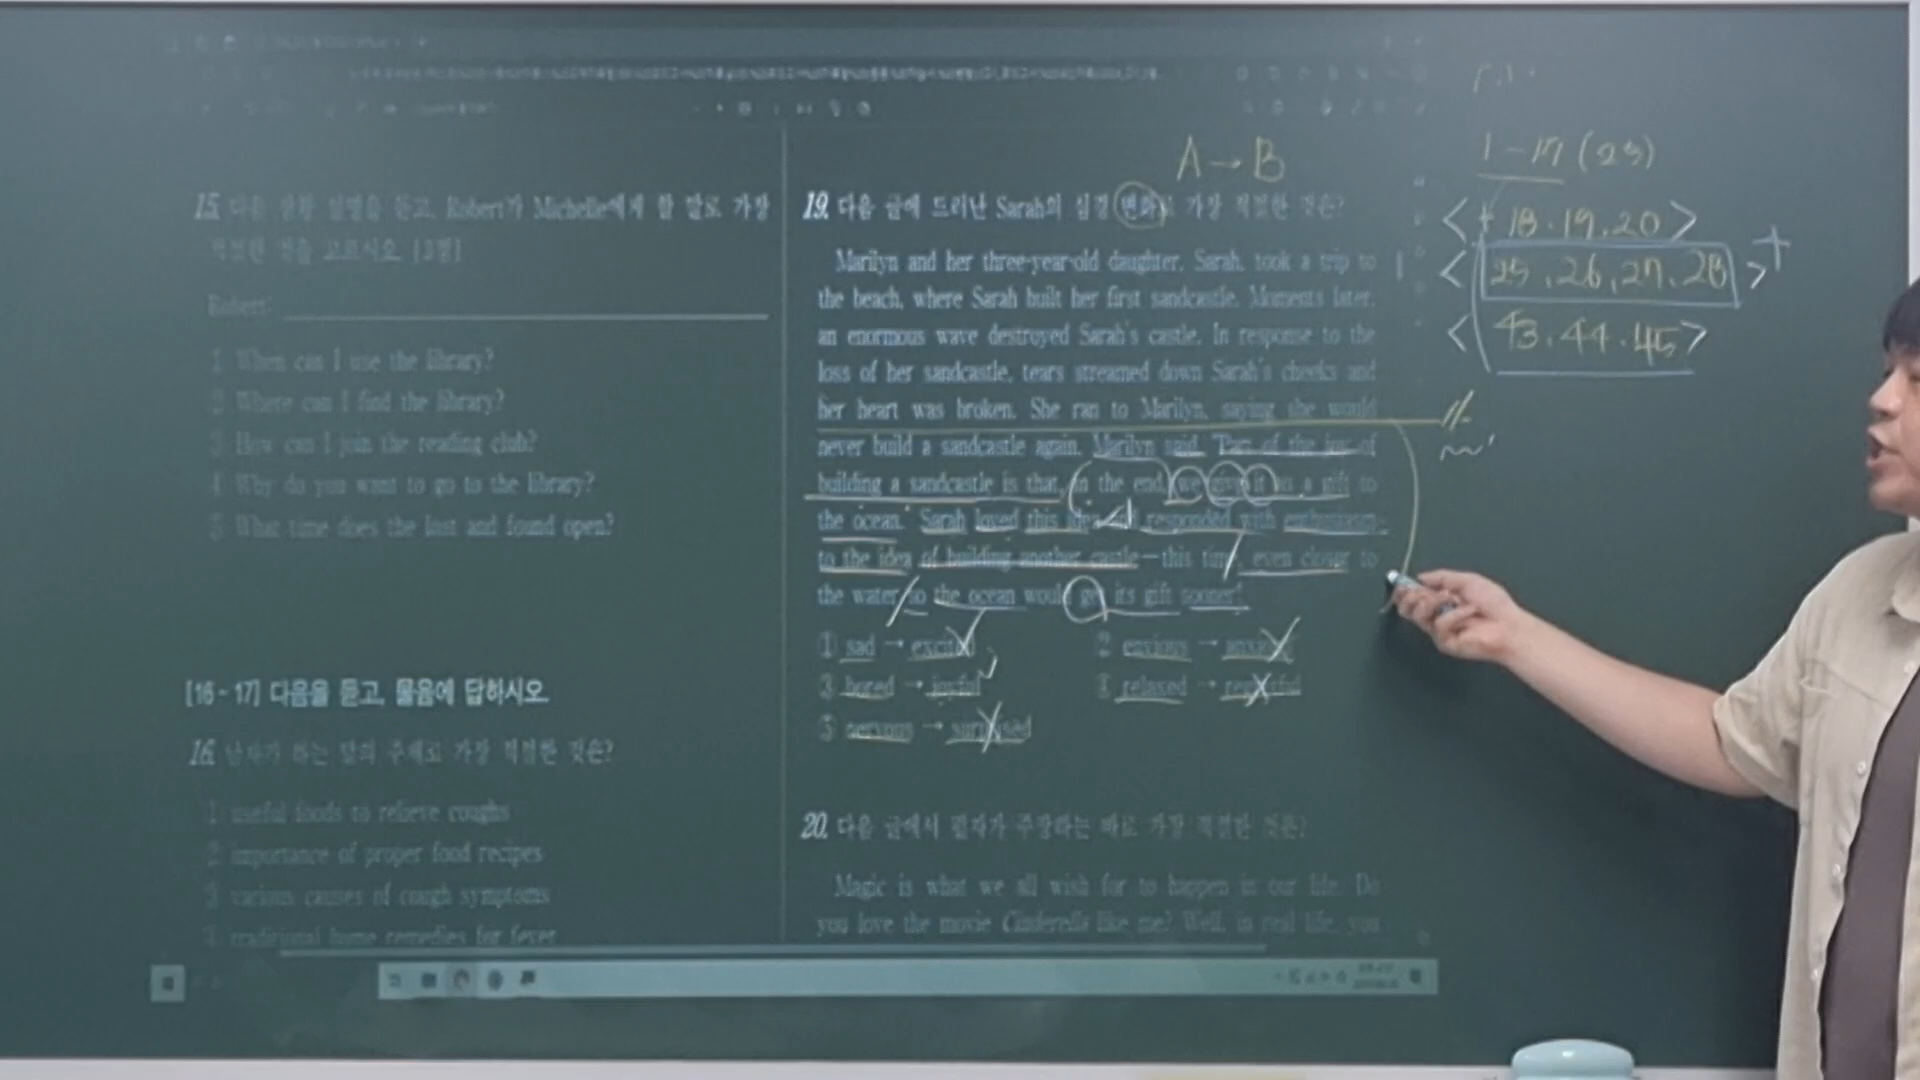 15. 다음 상황 설명을 듣고, Robert가 Michelle에게 할 말로 가장
적절한 것을 고르시오. [3점]
Robert:
1 When can I use the library?
2 Where can I find the library?
3 How can I join the reading club?
4 Why do you want to go to the library?
5 What time does the lost and found open?
[16~17] 다음을 듣고, 물음에 답하시오.
16. 남자가 하는 말의 주제로 가장 적절한 것은?
1 useful foods to relieve coughs
2 importance of proper food recipes
3 various causes of cough symptoms
4 traditional home remedies for fever
A → B
19. 다음 글에 드러난 Sarah의 심경 변화로 가장 적절한 것은?
Marilyn and her three-year-old daughter, Sarah, took a trip to
the beach, where Sarah built her first sandcastle. Moments later,
an enormous wave destroyed Sarah's castle. In response to the
loss of her sandcastle, tears streamed down Sarah's cheeks and
her heart was broken. She ran to Marilyn, saying she would
never build a sandcastle again. Marilyn said, "Part of the joy of
building a sandcastle is that, in the end, we give it as a gift to
the ocean." Sarah loved this idea and responded with enthusiasm
to the idea of building another castle—this time, even closer to
the water so the ocean would get its gift sooner!
① sad → excited
② envious → anxious
③ bored → joyful
④ relaxed → regretful
⑤ nervous → surprised
20. 다음 글에서 필자가 주장하는 바로 가장 적절한 것은?
Magic is what we all wish for to happen in our life. Do
you love the movie Cinderella like me? Well, in real life, you
1 - 17 (25)
< 18. 19. 20 >
< 25, 26, 27. 28 > +
< 43. 44. 45 >